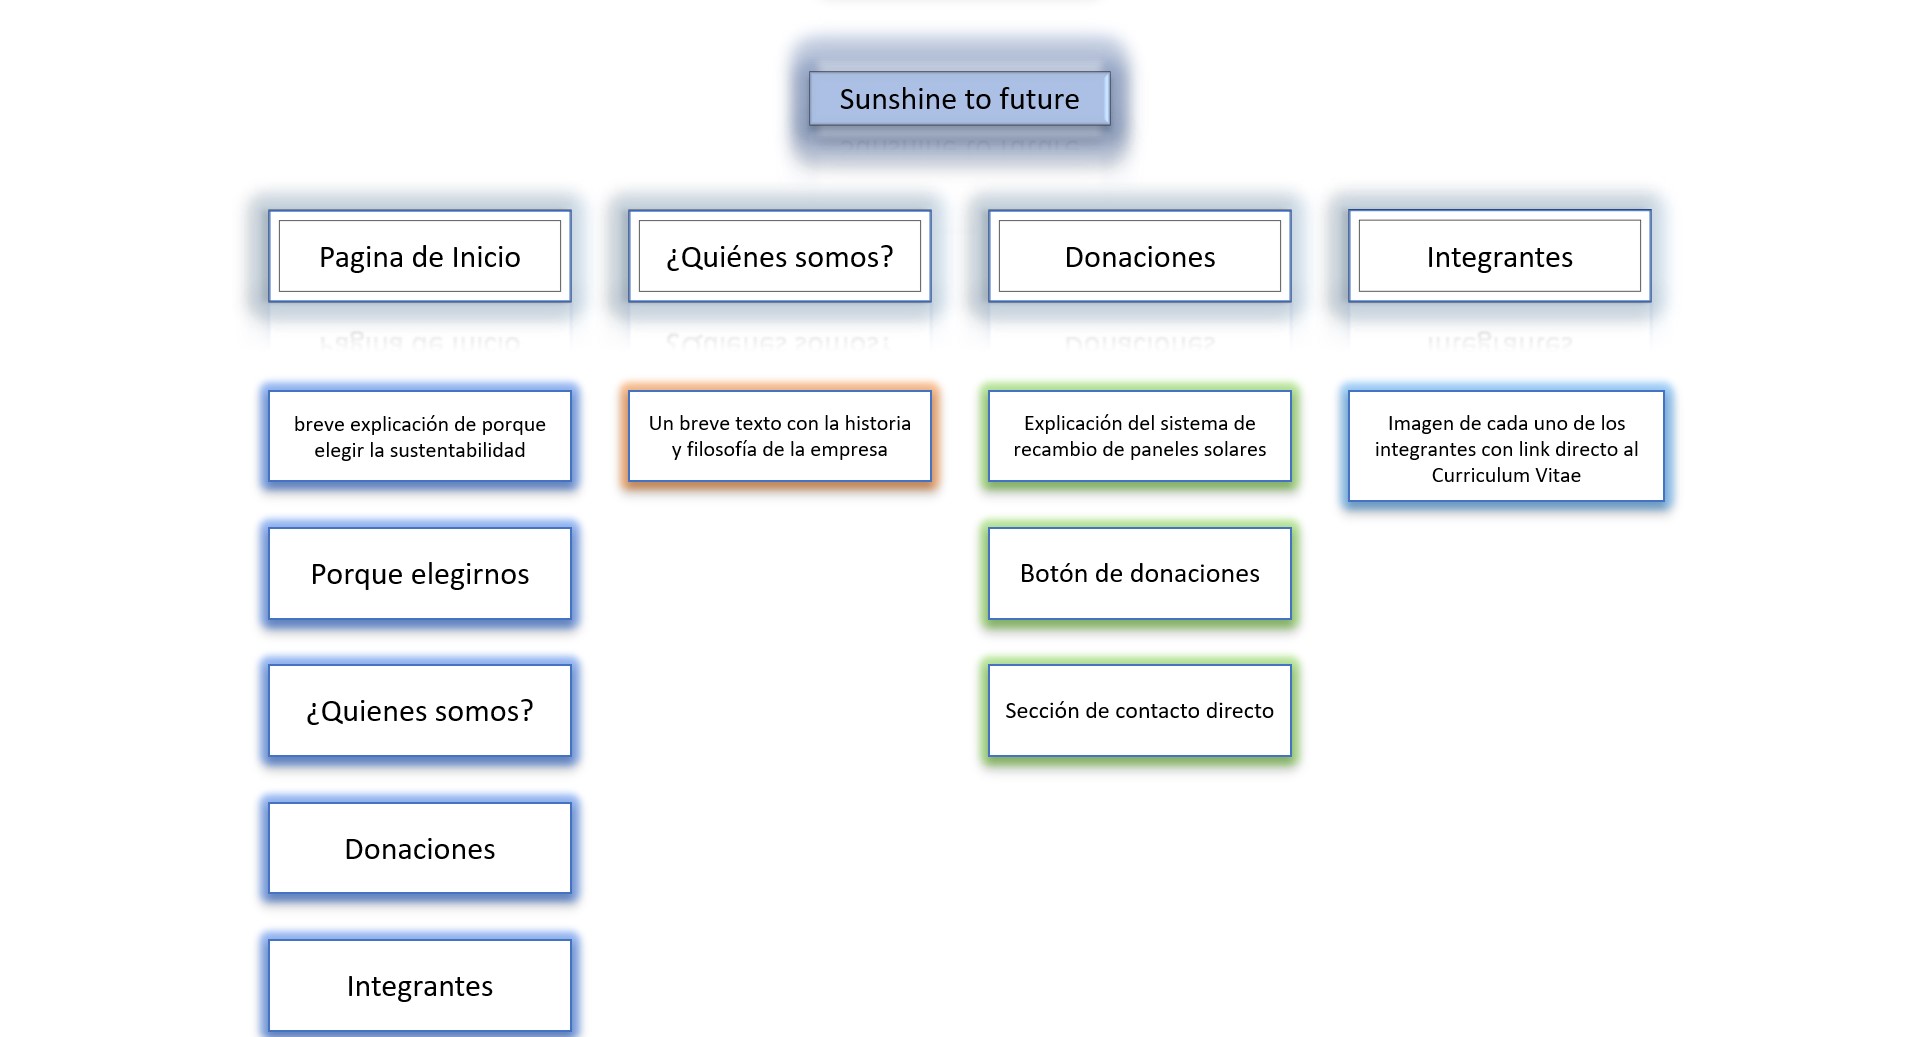 Sunshine to future
Pagina de Inicio
¿Quiénes somos?
Donaciones
Integrantes
breve explicación de porque
elegir la sustentabilidad
Un breve texto con la historia
y filosofía de la empresa
Explicación del sistema de
recambio de paneles solares
Imagen de cada uno de los
integrantes con link directo al
Curriculum Vitae
Porque elegirnos
Botón de donaciones
¿Quienes somos?
Sección de contacto directo
Donaciones
Integrantes